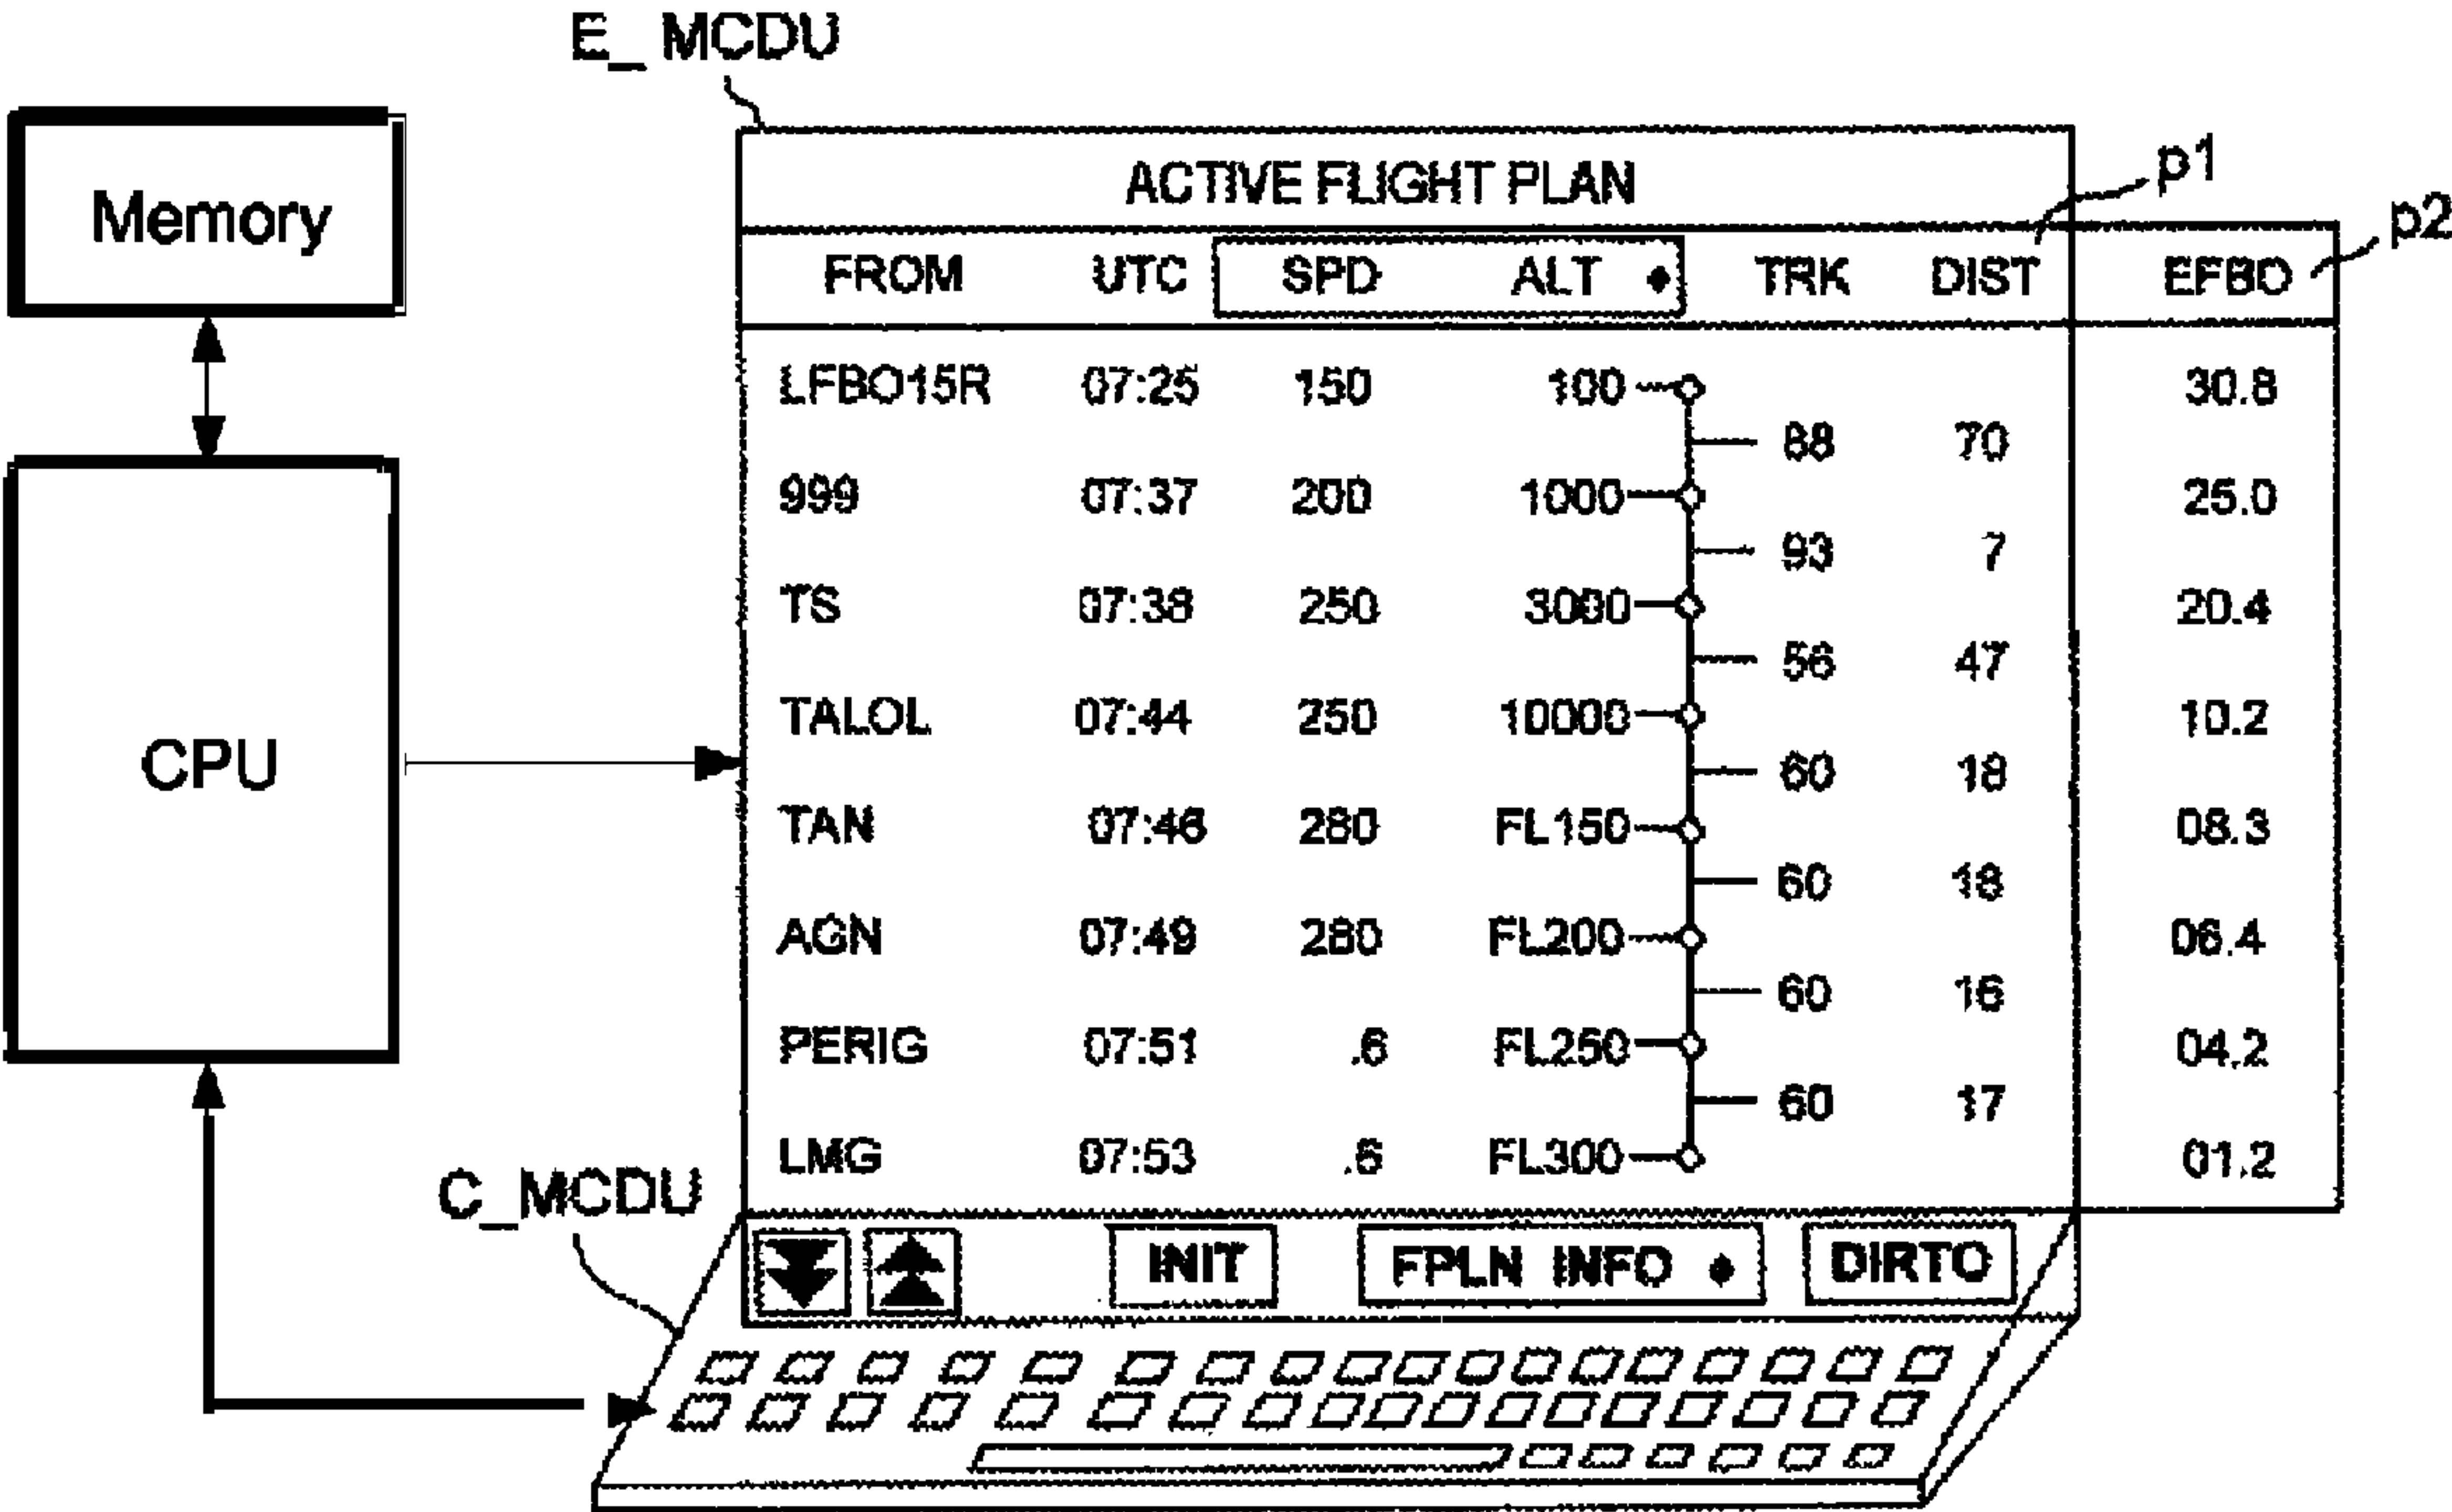 E_ MCDU
Memory
ACTIVE FLIGHT PLAN
p1
p2
FROM UTC SPD ALT TRK DIST EFBO
LFBO15R 07:25 150 100 30.8
88 70
999 07:37 200 1000 25.0
93 7
TS 07:38 250 3000 20.4
56 47
TALOL 07:44 250 10000 10.2
CPU
60 18
TAN 07:46 280 FL150 08.3
60 18
AGN 07:49 280 FL200 06.4
60 16
PERIG 07:51 .6 FL250 04.2
60 17
LMG 07:53 .6 FL300 01.2
C_MCDU
INIT FPLN INFO DIRTO